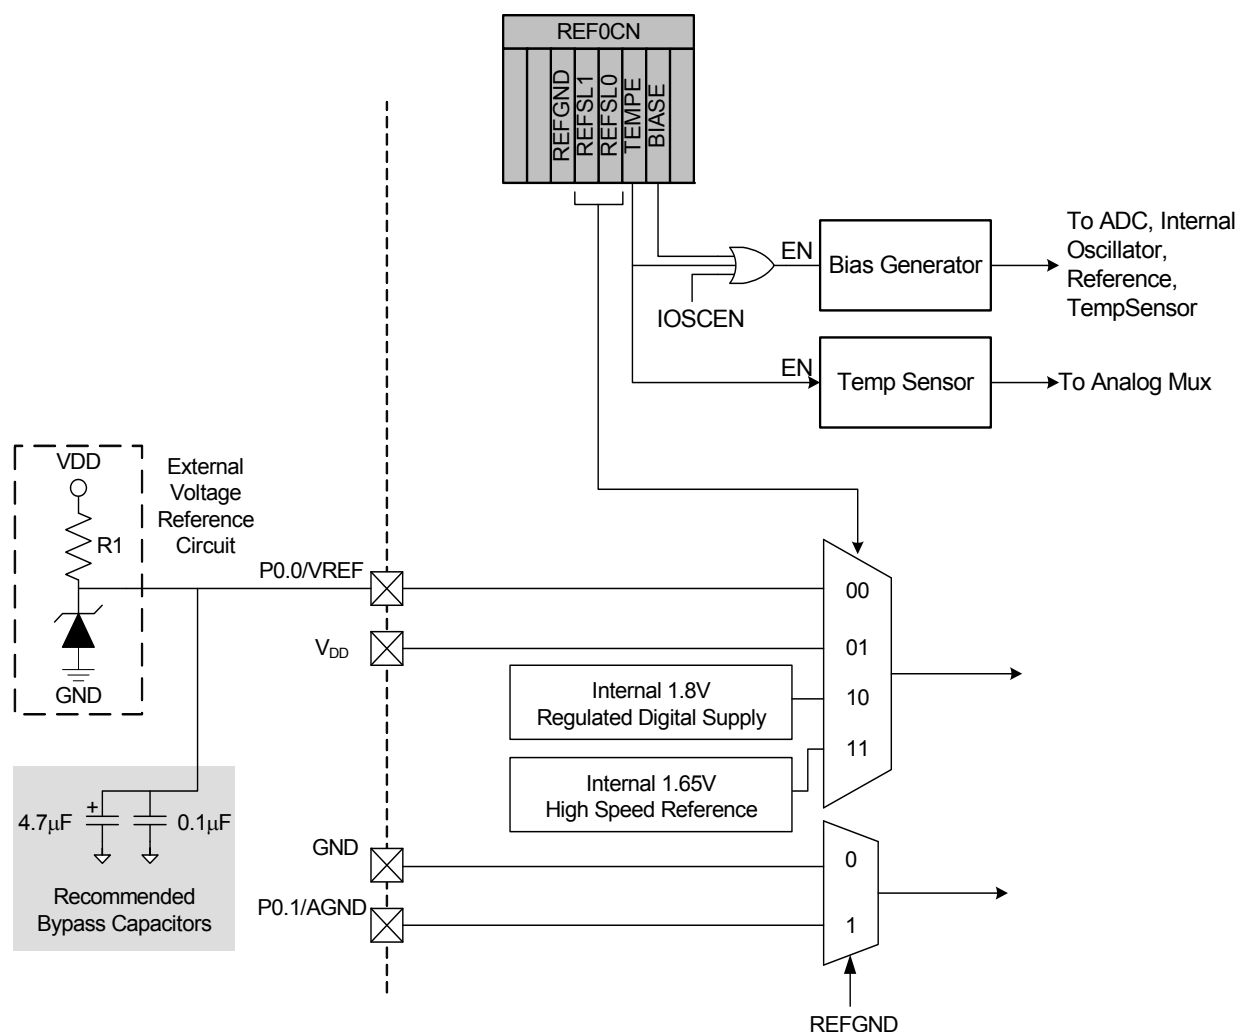 REF0CN
REFGND
REFSL1
REFSL0
TEMPE
BIASE
EN
Bias Generator
To ADC, Internal
Oscillator,
Reference,
TempSensor
IOSCEN
EN
Temp Sensor
To Analog Mux
VDD
R1
GND
External
Voltage
Reference
Circuit
P0.0/VREF
00
VDD
01
Internal 1.8V
Regulated Digital Supply
10
11
Internal 1.65V
High Speed Reference
4.7μF
+
0.1μF
Recommended
Bypass Capacitors
GND
0
P0.1/AGND
1
REFGND